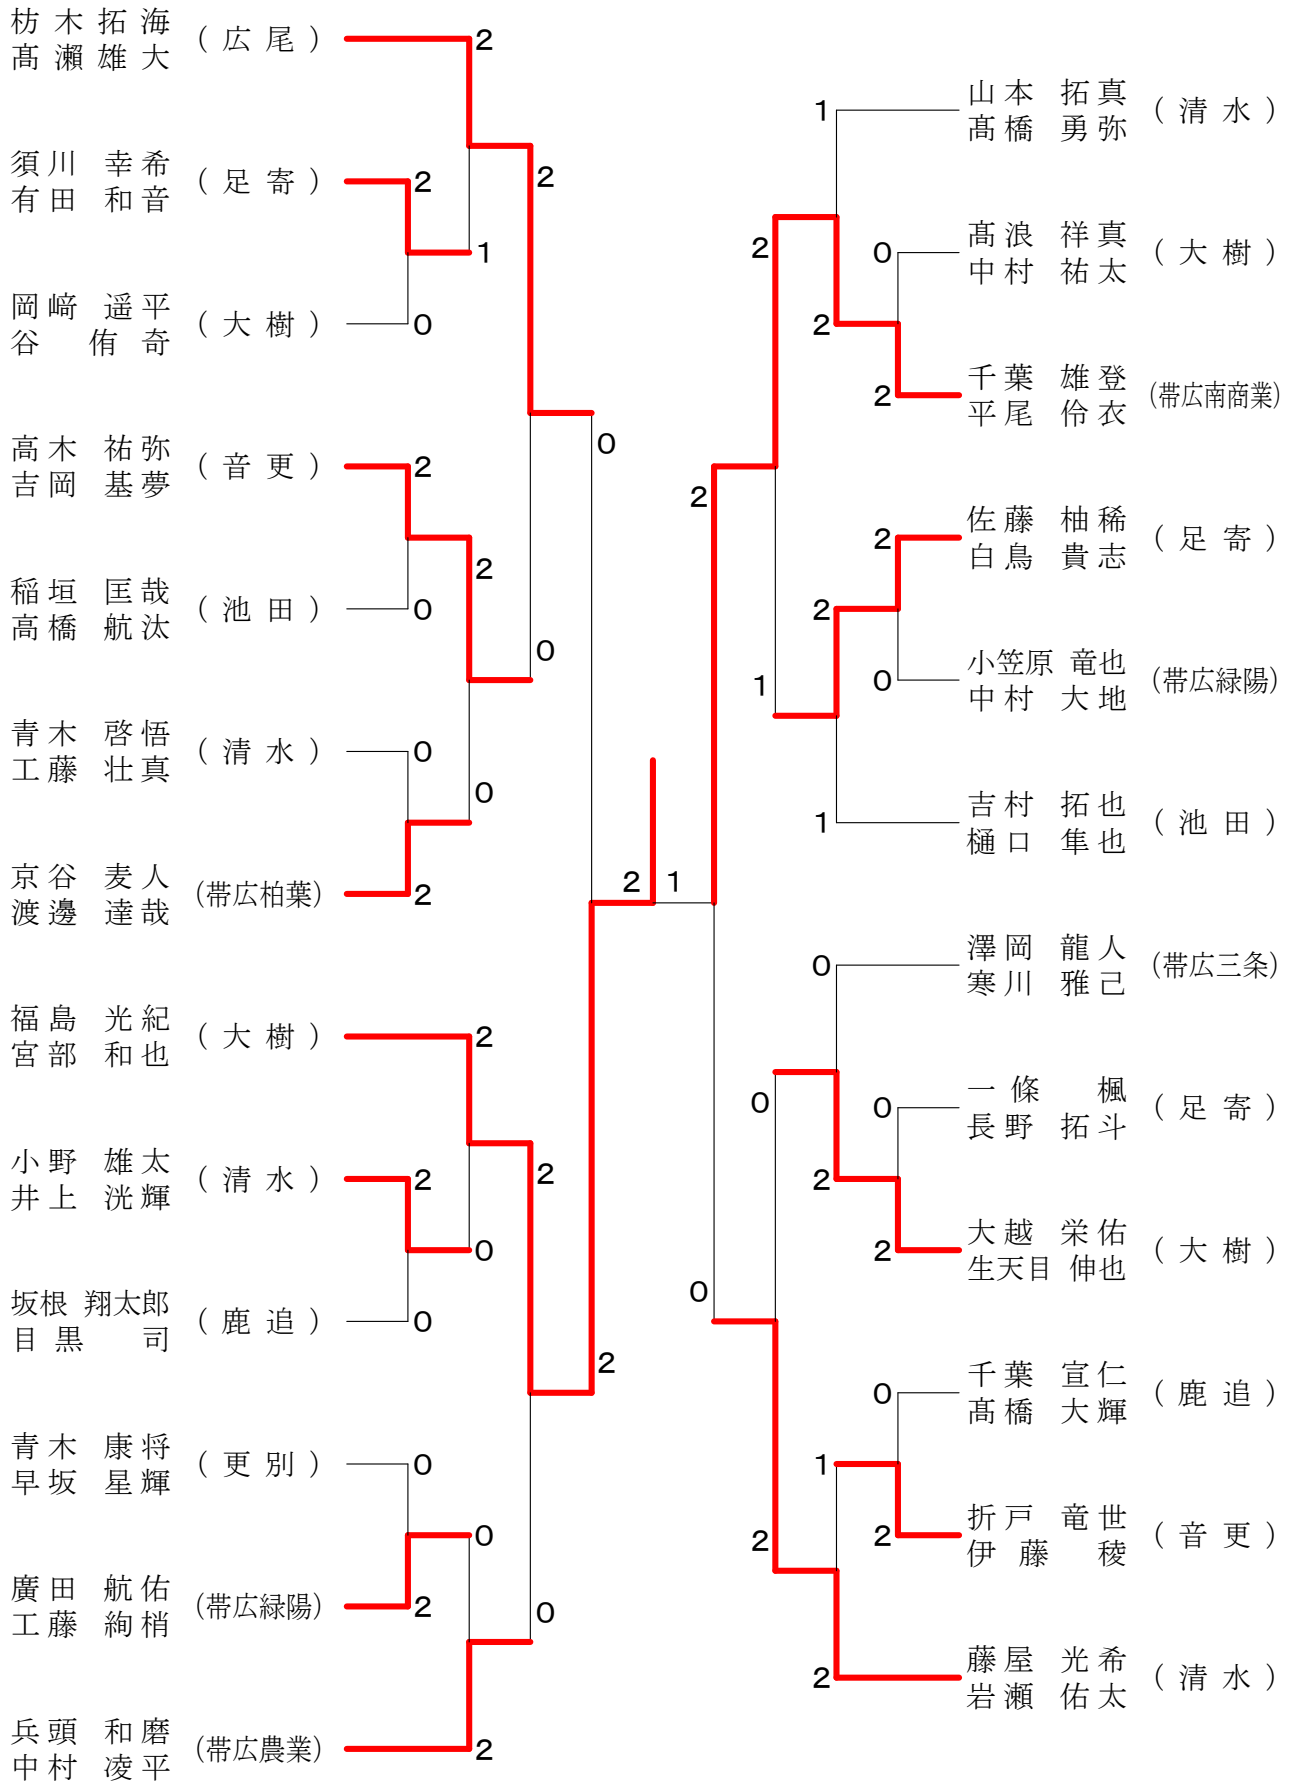 枋木拓海
髙瀨雄大
（広尾）
2
須川 幸希
有田 和音
（足寄）
2
2
1
岡﨑 遥平
谷 侑奇
（大樹）
0
0
高木 祐弥
吉岡 基夢
（音更）
2
2
稲垣 匡哉
高橋 航汰
（池田）
0
0
青木 啓悟
工藤 壮真
（清水）
0
0
京谷 麦人
渡邊 達哉
（帯広柏葉）
2
2
1
福島 光紀
宮部 和也
（大樹）
2
小野 雄太
井上 洸輝
（清水）
2
2
0
坂根 翔太郎
目黒 司
（鹿追）
0
2
青木 康将
早坂 星輝
（更別）
0
0
廣田 航佑
工藤 絢梢
（帯広緑陽）
2
0
兵頭 和磨
中村 凌平
（帯広農業）
2
1
山本 拓真
髙橋 勇弥
（清水）
2
0
髙浪 祥真
中村 祐太
（大樹）
2
2
千葉 雄登
平尾 伶衣
（帯広南商業）
2
2
佐藤 柚稀
白鳥 貴志
（足寄）
2
1
0
小笠原 竜也
中村 大地
（帯広緑陽）
1
吉村 拓也
樋口 隼也
（池田）
0
澤岡 龍人
寒川 雅己
（帯広三条）
0
0
一條 楓
長野 拓斗
（足寄）
2
2
大越 栄佑
生天目 伸也
（大樹）
0
0
千葉 宣仁
髙橋 大輝
（鹿追）
1
2
2
折戸 竜世
伊藤 稜
（音更）
2
藤屋 光希
岩瀬 佑太
（清水）